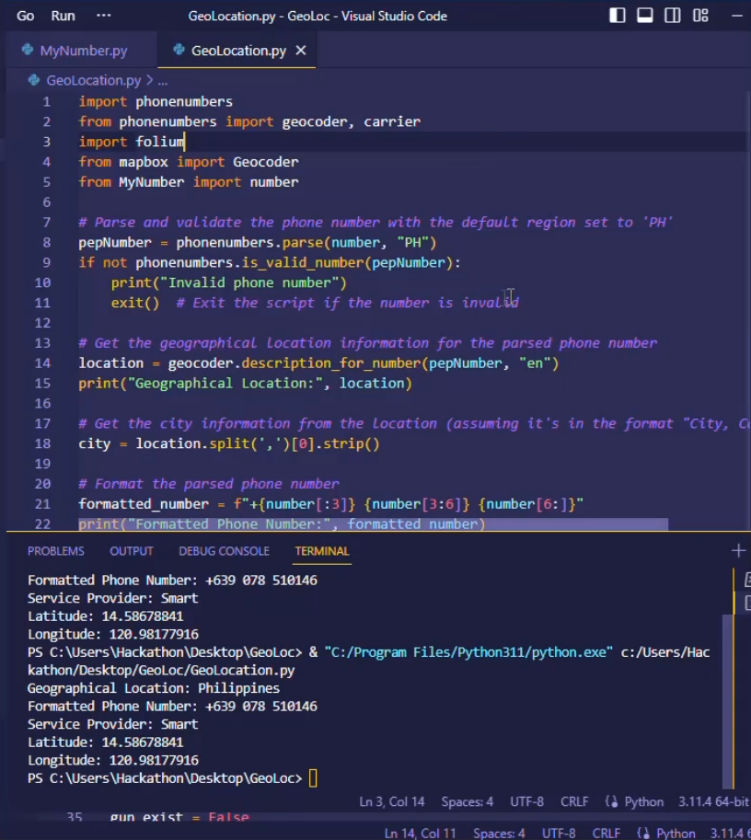 Go Run ··· GeoLocation.py - GeoLoc - Visual Studio Code
MyNumber.py GeoLocation.py
GeoLocation.py > ...
1 import phonenumbers
2 from phonenumbers import geocoder, carrier
3 import folium
4 from mapbox import Geocoder
5 from MyNumber import number
6
7 # Parse and validate the phone number with the default region set to 'PH'
8 pepNumber = phonenumbers.parse(number, "PH")
9 if not phonenumbers.is_valid_number(pepNumber):
10 print("Invalid phone number")
11 exit() # Exit the script if the number is invalid
12
13 # Get the geographical location information for the parsed phone number
14 location = geocoder.description_for_number(pepNumber, "en")
15 print("Geographical Location:", location)
16
17 # Get the city information from the location (assuming it's in the format "City, C
18 city = location.split(',')[0].strip()
19
20 # Format the parsed phone number
21 formatted_number = f"+{number[:3]} {number[3:6]} {number[6:]}"
22 print("Formatted Phone Number:", formatted_number)
PROBLEMS OUTPUT DEBUG CONSOLE TERMINAL
Formatted Phone Number: +639 078 510146
Service Provider: Smart
Latitude: 14.58678841
Longitude: 120.98177916
PS C:\Users\Hackathon\Desktop\GeoLoc> & "C:/Program Files/Python311/python.exe" c:/Users/Hac
kathon/Desktop/GeoLoc/GeoLocation.py
Geographical Location: Philippines
Formatted Phone Number: +639 078 510146
Service Provider: Smart
Latitude: 14.58678841
Longitude: 120.98177916
PS C:\Users\Hackathon\Desktop\GeoLoc>
Ln 3, Col 14 Spaces: 4 UTF-8 CRLF Python 3.11.4 64-bit
35 gun_exist = False
Ln 14, Col 11 Spaces: 4 UTF-8 CRLF Python 3.11.4